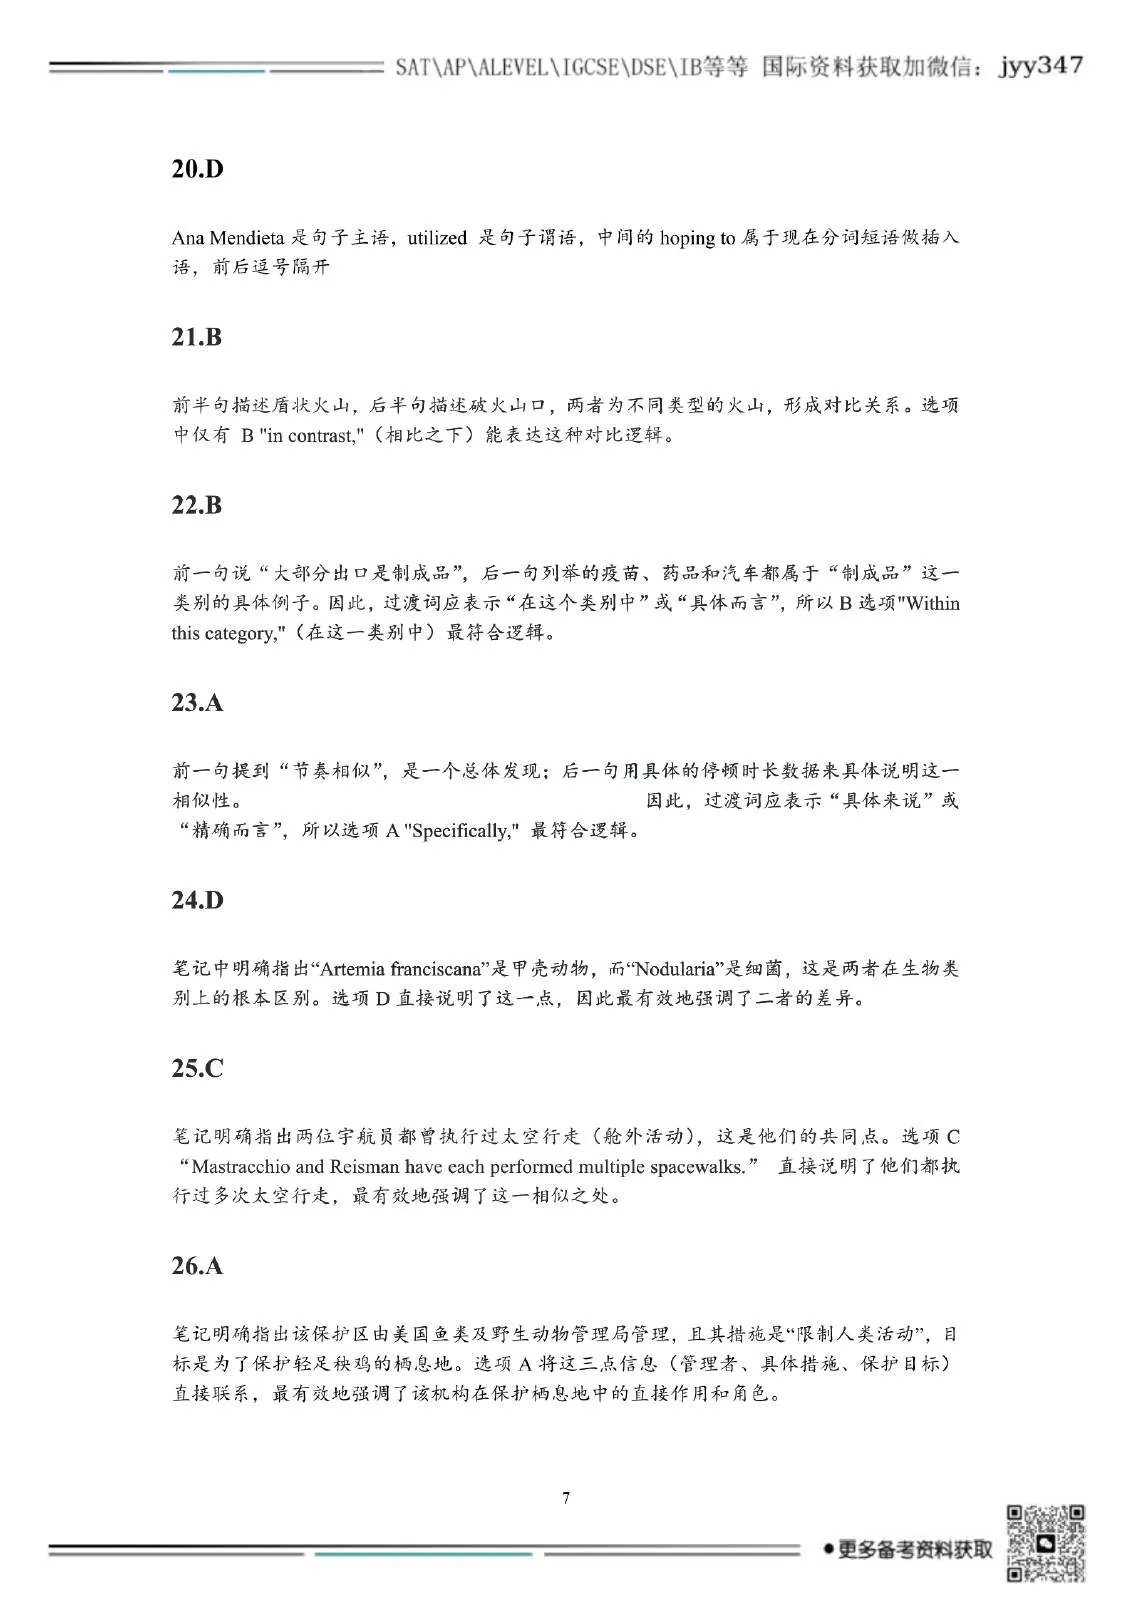 SAT\AP\ALEVEL\IGCSE\DSE\IB等等 国际资料获取加微信：jyy347
20.D
Ana Mendieta 是句子主语，utilized 是句子谓语，中间的 hoping to 属于现在分词短语做插入
语，前后逗号隔开
21.B
前半句描述盾状火山，后半句描述破火山口，两者为不同类型的火山，形成对比关系。选项
中仅有 B "in contrast,"（相比之下）能表达这种对比逻辑。
22.B
前一句说“大部分出口是制成品”，后一句列举的疫苗、药品和汽车都属于“制成品”这一
类别的具体例子。因此，过渡词应表示“在这个类别中”或“具体而言”，所以 B 选项"Within
this category,"（在这一类别中）最符合逻辑。
23.A
前一句提到“节奏相似”，是一个总体发现；后一句用具体的停顿时长数据来具体说明这一
相似性。 因此，过渡词应表示“具体来说”或
“精确而言”，所以选项 A "Specifically," 最符合逻辑。
24.D
笔记中明确指出“Artemia franciscana”是甲壳动物，而“Nodularia”是细菌，这是两者在生物类
别上的根本区别。选项 D 直接说明了这一点，因此最有效地强调了二者的差异。
25.C
笔记明确指出两位宇航员都曾执行过太空行走（舱外活动），这是他们的共同点。选项 C
“Mastracchio and Reisman have each performed multiple spacewalks.” 直接说明了他们都执
行过多次太空行走，最有效地强调了这一相似之处。
26.A
笔记明确指出该保护区由美国鱼类及野生动物管理局管理，且其措施是“限制人类活动”，目
标是为了保护轻足秧鸡的栖息地。选项 A 将这三点信息（管理者、具体措施、保护目标）
直接联系，最有效地强调了该机构在保护栖息地中的直接作用和角色。
7
●更多备考资料获取